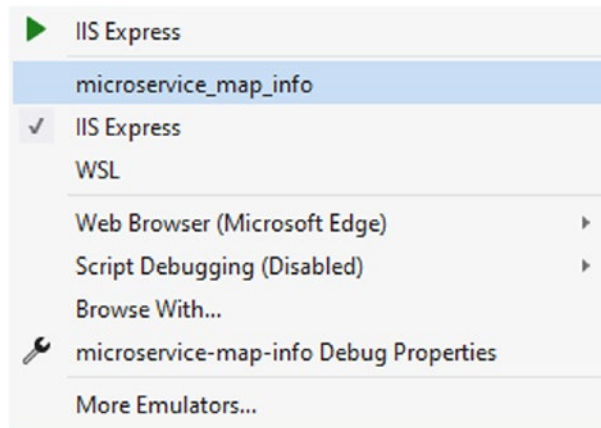 IIS Express
microservice_map_info
IIS Express
WSL
Web Browser (Microsoft Edge)
Script Debugging (Disabled)
Browse With...
microservice-map-info Debug Properties
More Emulators...